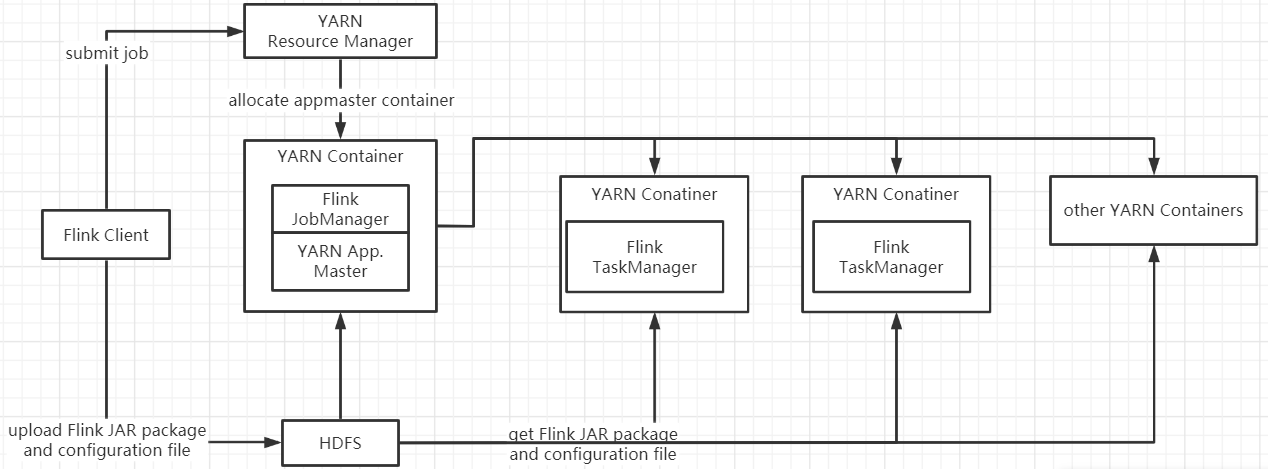 YARN
Resource Manager
submit job
allocate appmaster container
YARN Container
Flink
JobManager
YARN App.
Master
Flink Client
YARN Conatiner
Flink
TaskManager
YARN Conatiner
Flink
TaskManager
other YARN Containers
upload Flink JAR package
and configuration file
HDFS
get Flink JAR package
and configuration file